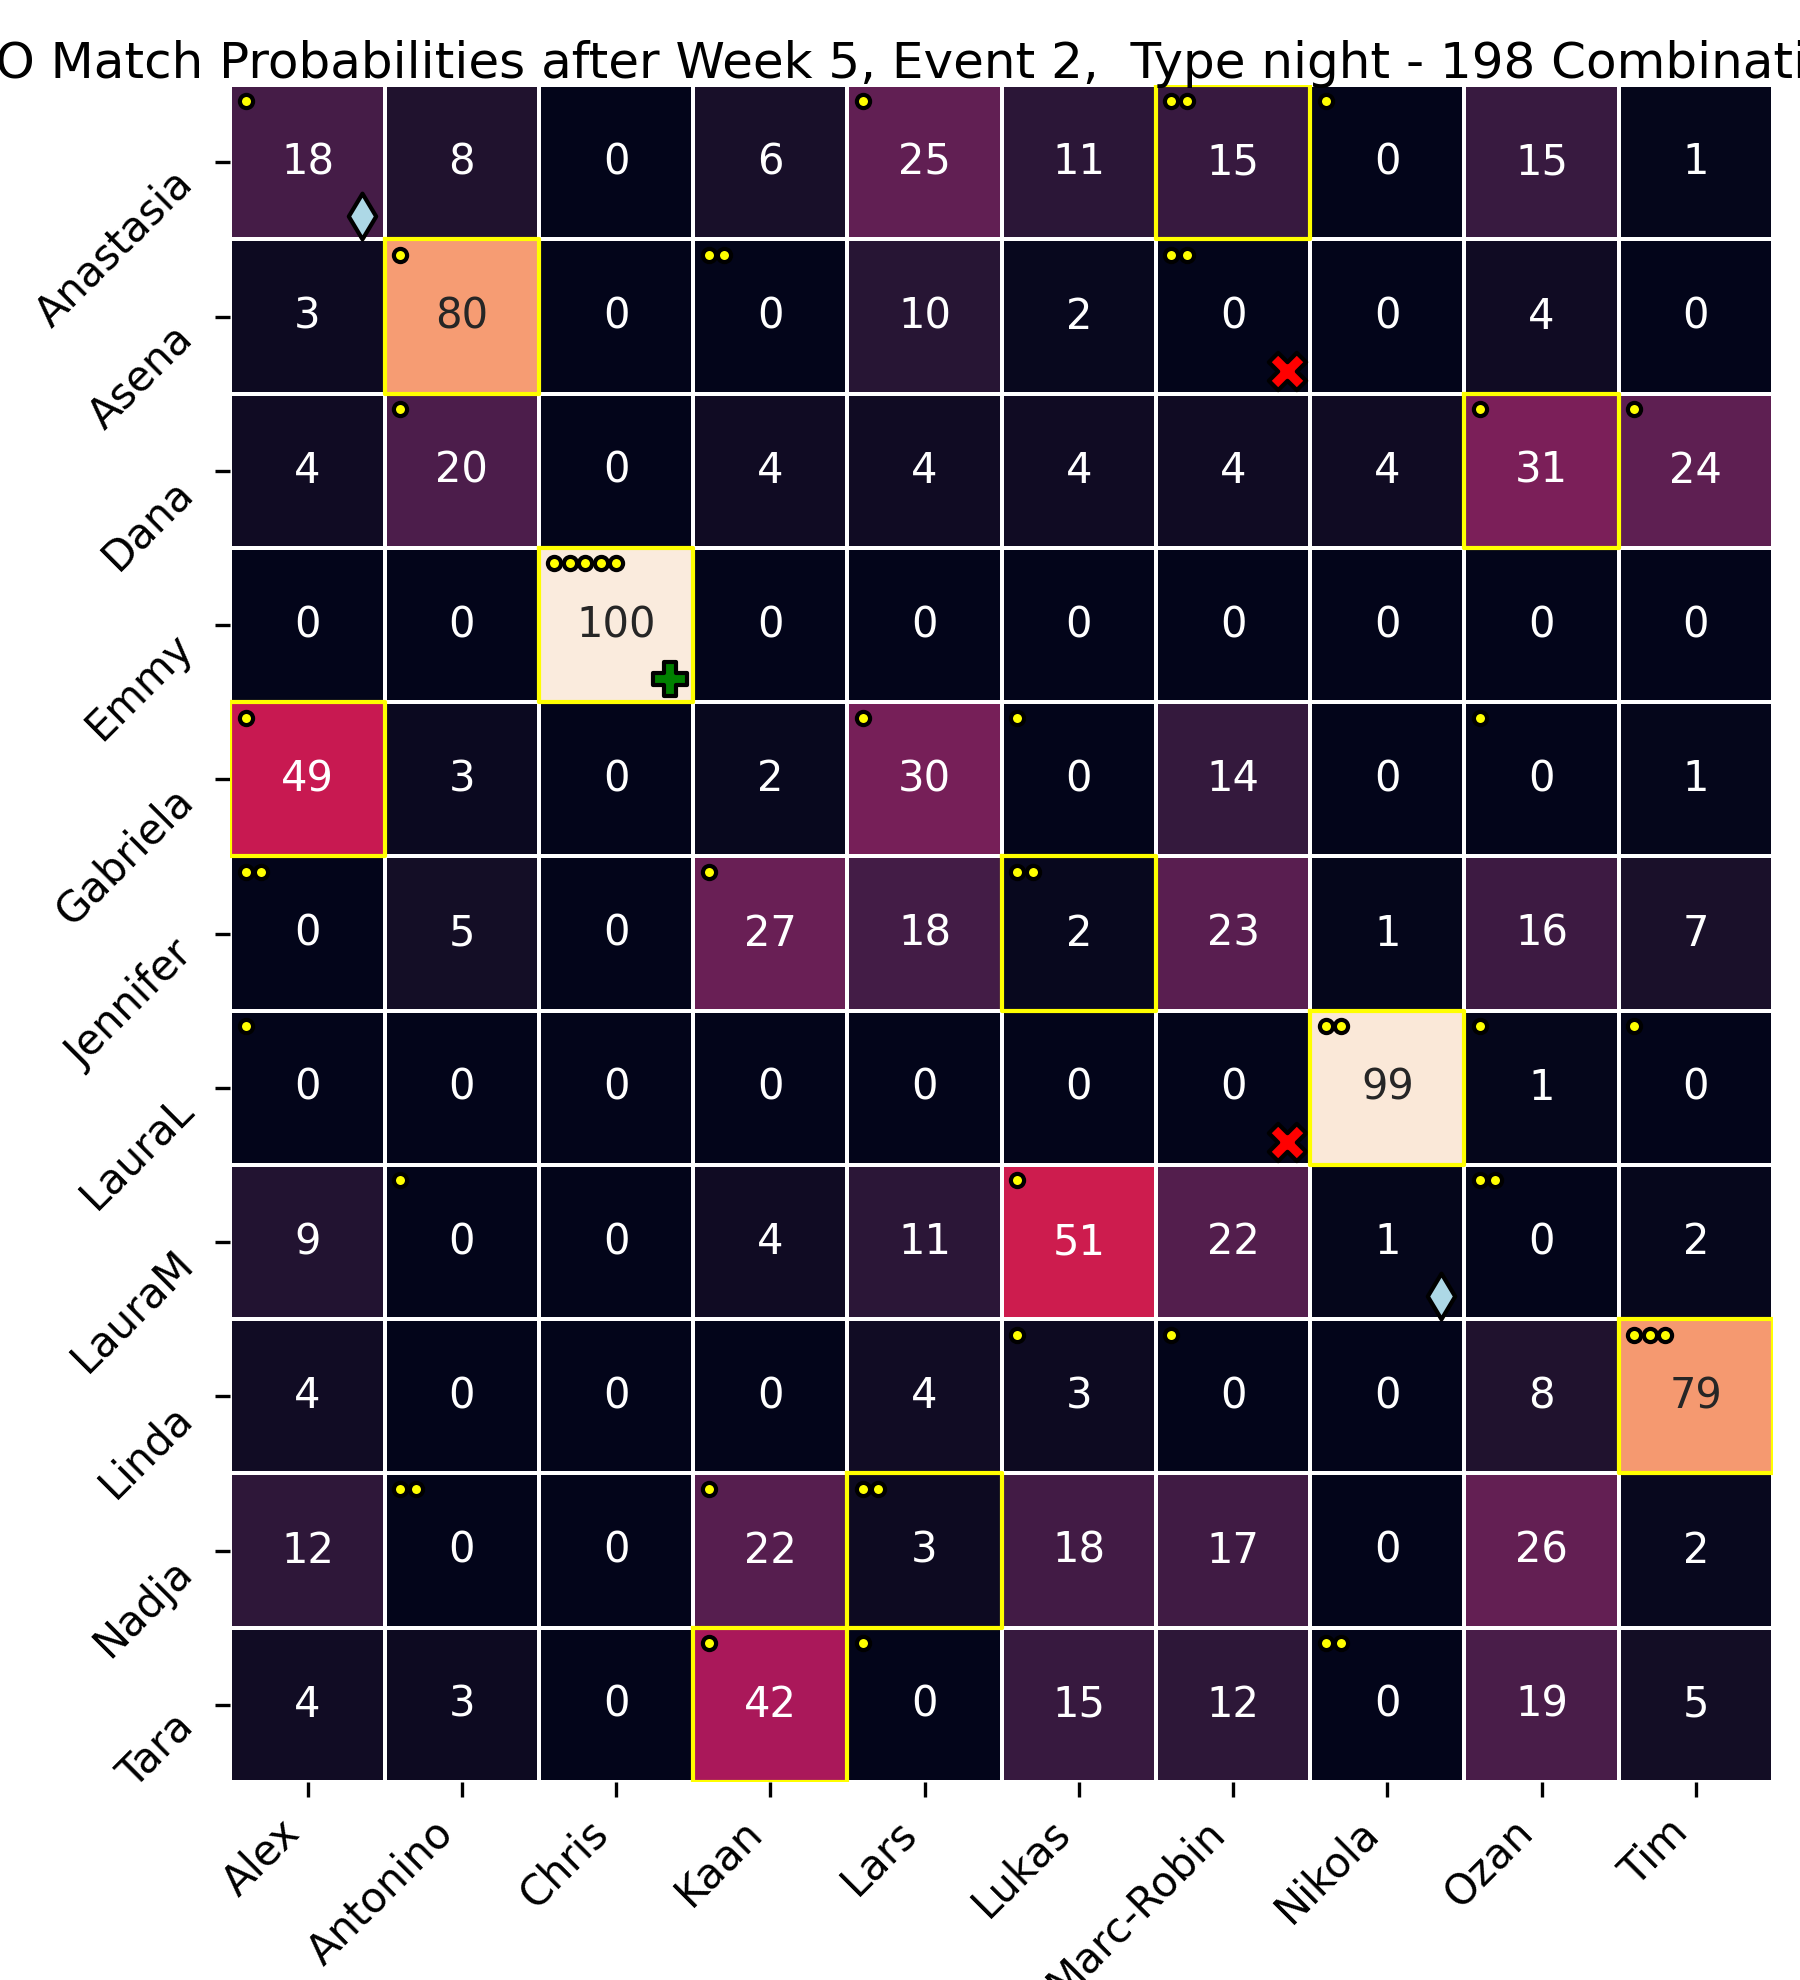 O Match Probabilities after Week 5, Event 2, Type night - 198 Combinati
Anastasia 18 8 0 6 25 11 15 0 15 1
Asena 3 80 0 0 10 2 0 0 4 0
Dana 4 20 0 4 4 4 4 4 31 24
Emmy 0 0 100 0 0 0 0 0 0 0
Gabriela 49 3 0 2 30 0 14 0 0 1
Jennifer 0 5 0 27 18 2 23 1 16 7
LauraL 0 0 0 0 0 0 0 99 1 0
LauraM 9 0 0 4 11 51 22 1 0 2
Linda 4 0 0 0 4 3 0 0 8 79
Nadja 12 0 0 22 3 18 17 0 26 2
Tara 4 3 0 42 0 15 12 0 19 5
Alex Antonino Chris Kaan Lars Lukas Marc-Robin Nikola Ozan Tim